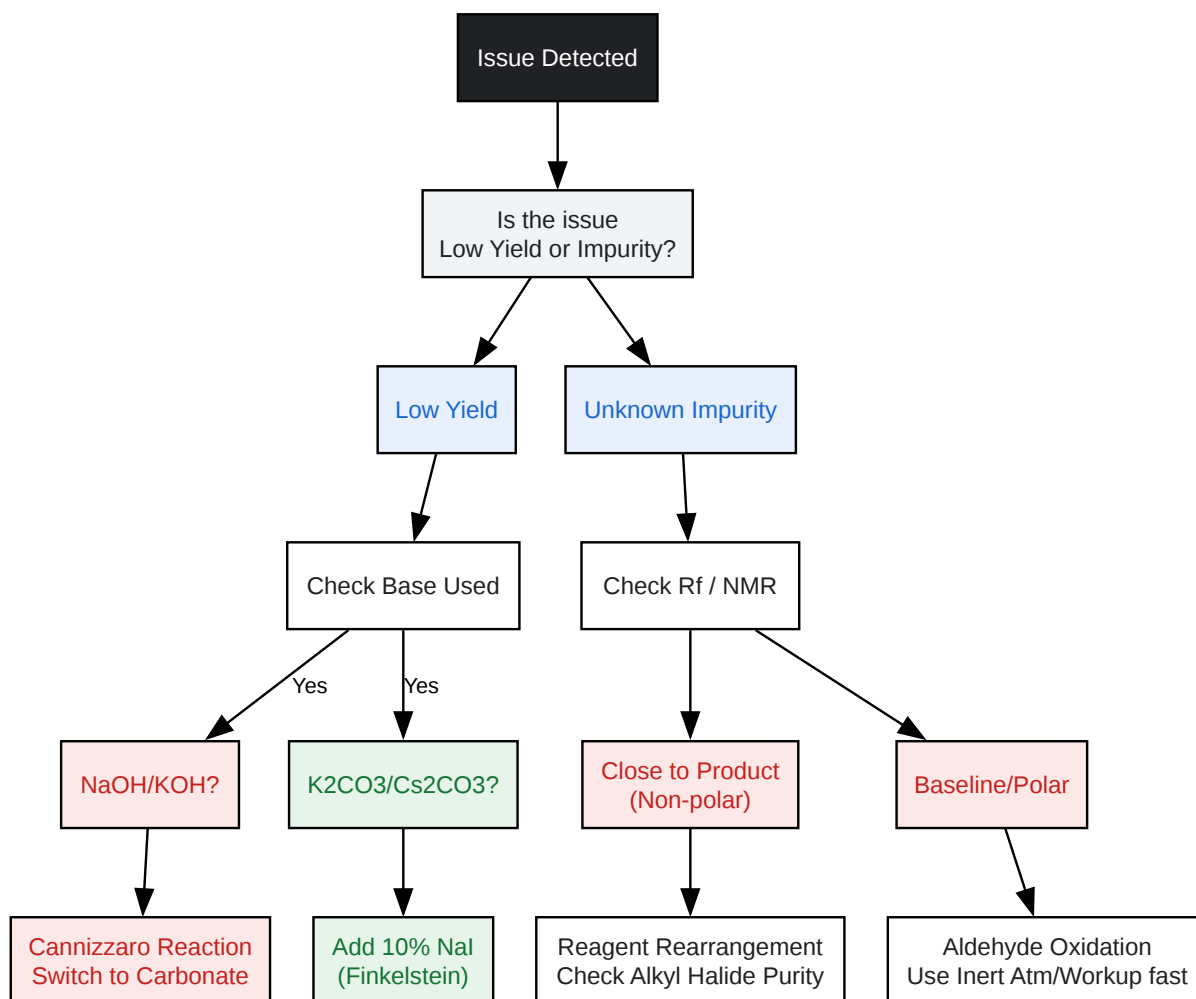 Issue Detected
Is the issue
Low Yield or Impurity?
Low Yield
Unknown Impurity
Check Base Used
Check Rf / NMR
Yes
Yes
NaOH/KOH?
K2CO3/Cs2CO3?
Close to Product
(Non-polar)
Baseline/Polar
Cannizzaro Reaction
Switch to Carbonate
Add 10% NaI
(Finkelstein)
Reagent Rearrangement
Check Alkyl Halide Purity
Aldehyde Oxidation
Use Inert Atm/Workup fast